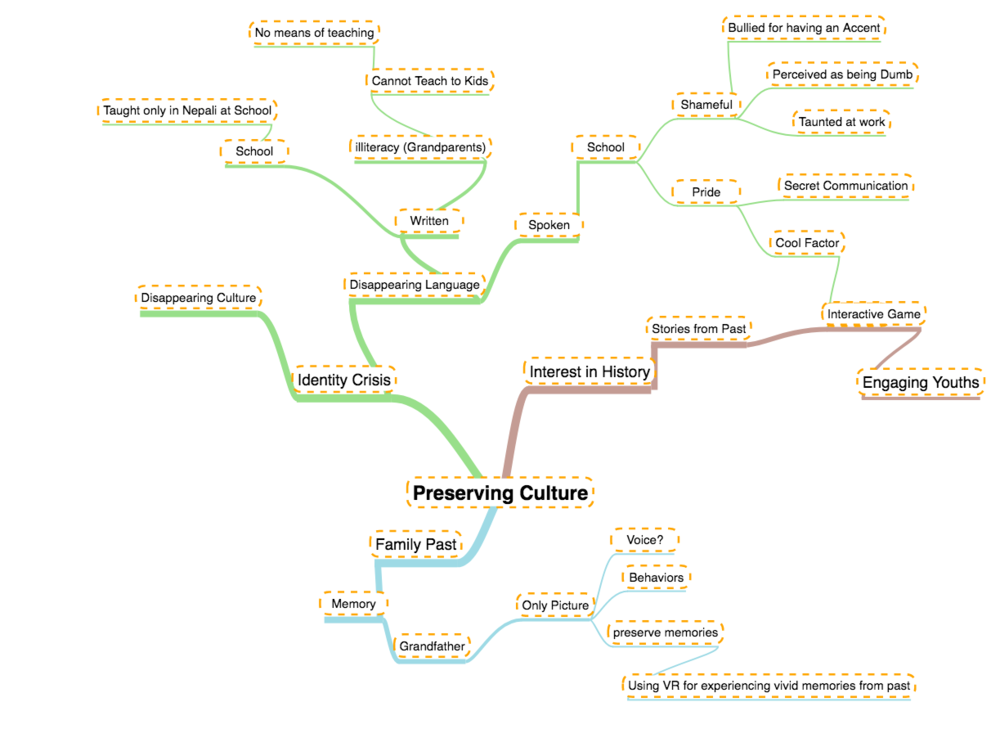 Bullied for having an Accent
No means of teaching
Perceived as being Dumb
Cannot Teach to Kids
Shameful
Taught only in Nepali at School
Taunted at work
School
illiteracy (Grandparents)
School
Secret Communication
Pride
Written
Spoken
Cool Factor
Disappearing Language
Disappearing Culture
Interactive Game
Stories from Past
Interest in History
Identity Crisis
Engaging Youths
Preserving Culture
Voice?
Family Past
Behaviors
Memory
Only Picture
preserve memories
Grandfather
Using VR for experiencing vivid memories from past